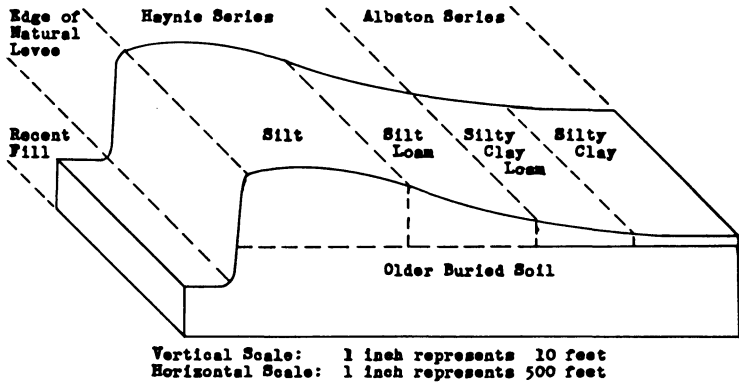 Edge of
Natural
Levee
Haynie Series
Albaton Series
Recent
Fill
Silt
Silt
Loam
Silty
Clay
Loam
Silty
Clay
Older Buried Soil
Vertical Scale: 1 inch represents 10 feet
Horizontal Scale: 1 inch represents 500 feet